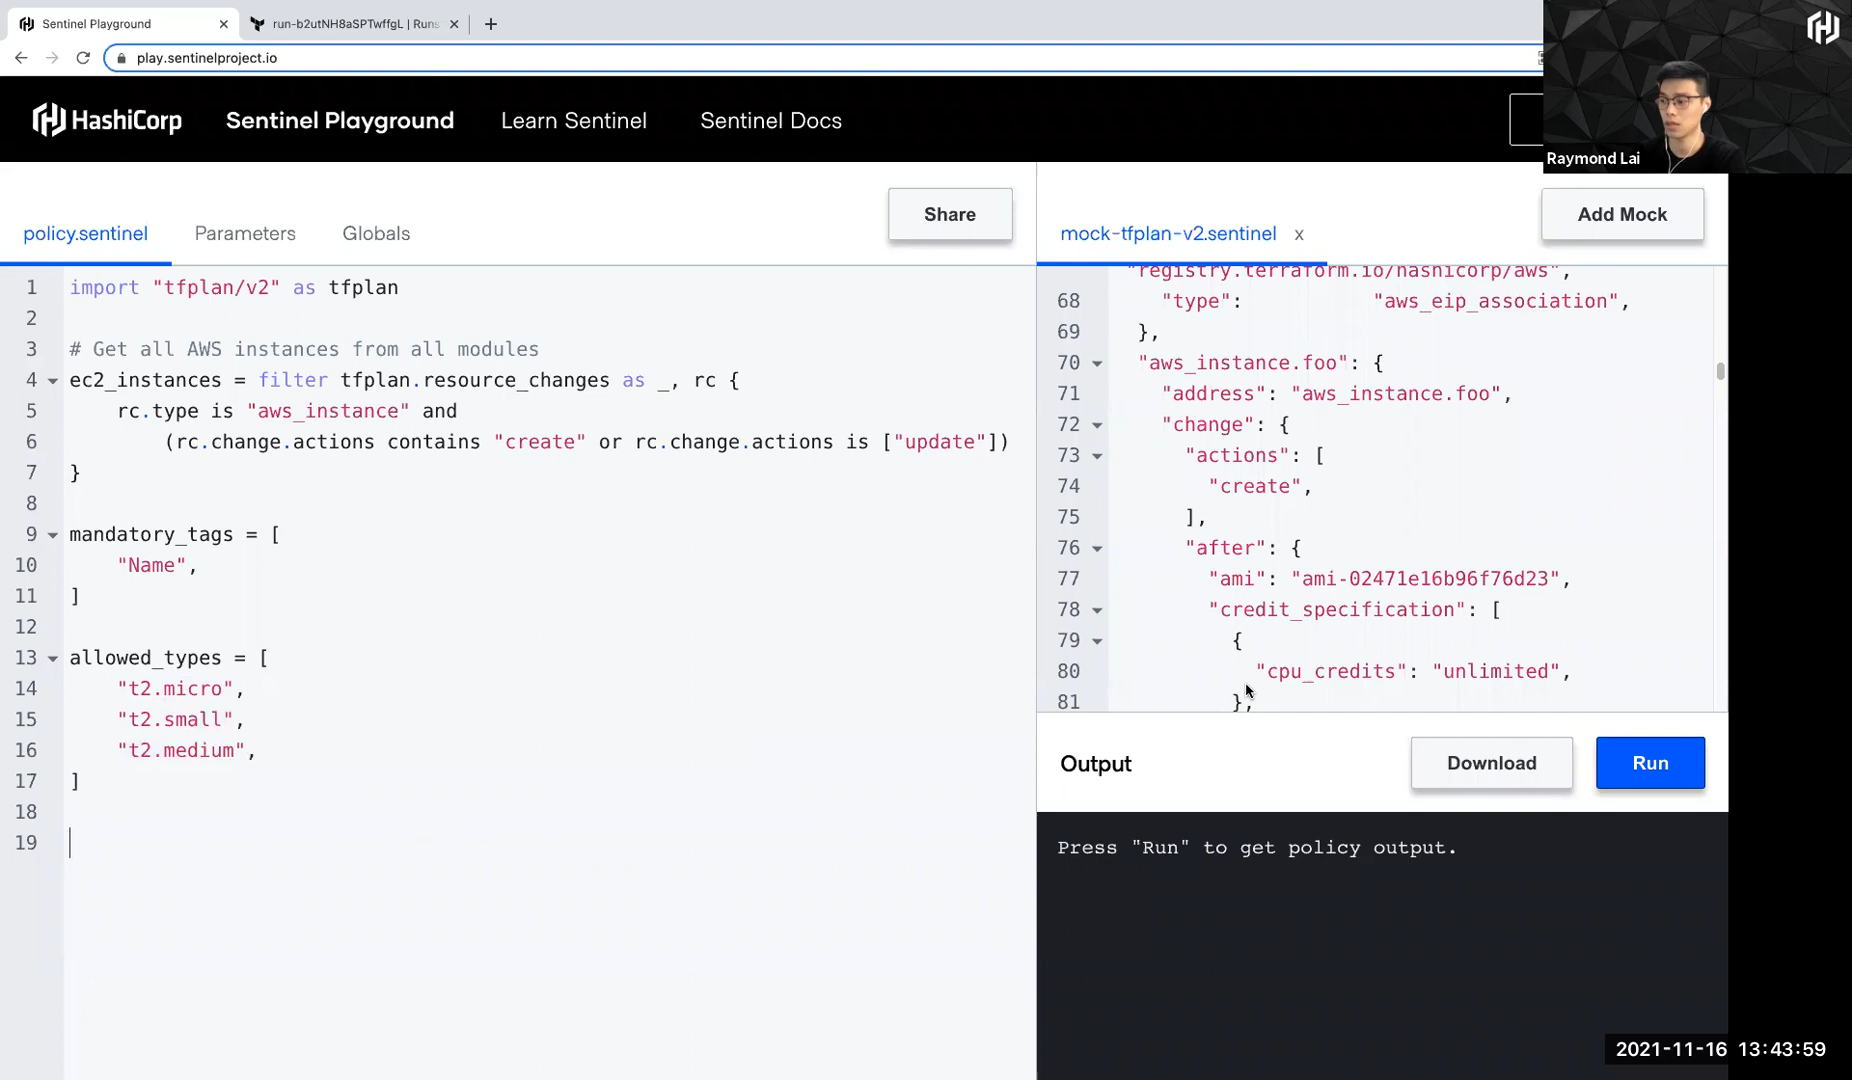 Sentinel Playground
run-b2utNH8aSPTwffgL | Runs
play.sentinelproject.io
HashiCorp
Sentinel Playground
Learn Sentinel
Sentinel Docs
Raymond Lai
policy.sentinel
Parameters
Globals
Share
1 import "tfplan/v2" as tfplan
2
3 # Get all AWS instances from all modules
4 ec2_instances = filter tfplan.resource_changes as _, rc {
5 rc.type is "aws_instance" and
6 (rc.change.actions contains "create" or rc.change.actions is ["update"])
7 }
8
9 mandatory_tags = [
10 "Name",
11 ]
12
13 allowed_types = [
14 "t2.micro",
15 "t2.small",
16 "t2.medium",
17 ]
18
19
mock-tfplan-v2.sentinel x
Add Mock
"registry.terraform.io/hashicorp/aws",
68 "type": "aws_eip_association",
69 },
70 "aws_instance.foo": {
71 "address": "aws_instance.foo",
72 "change": {
73 "actions": [
74 "create",
75 ],
76 "after": {
77 "ami": "ami-02471e16b96f76d23",
78 "credit_specification": [
79 {
80 "cpu_credits": "unlimited",
81 },
Output
Download
Run
Press "Run" to get policy output.
2021-11-16 13:43:59